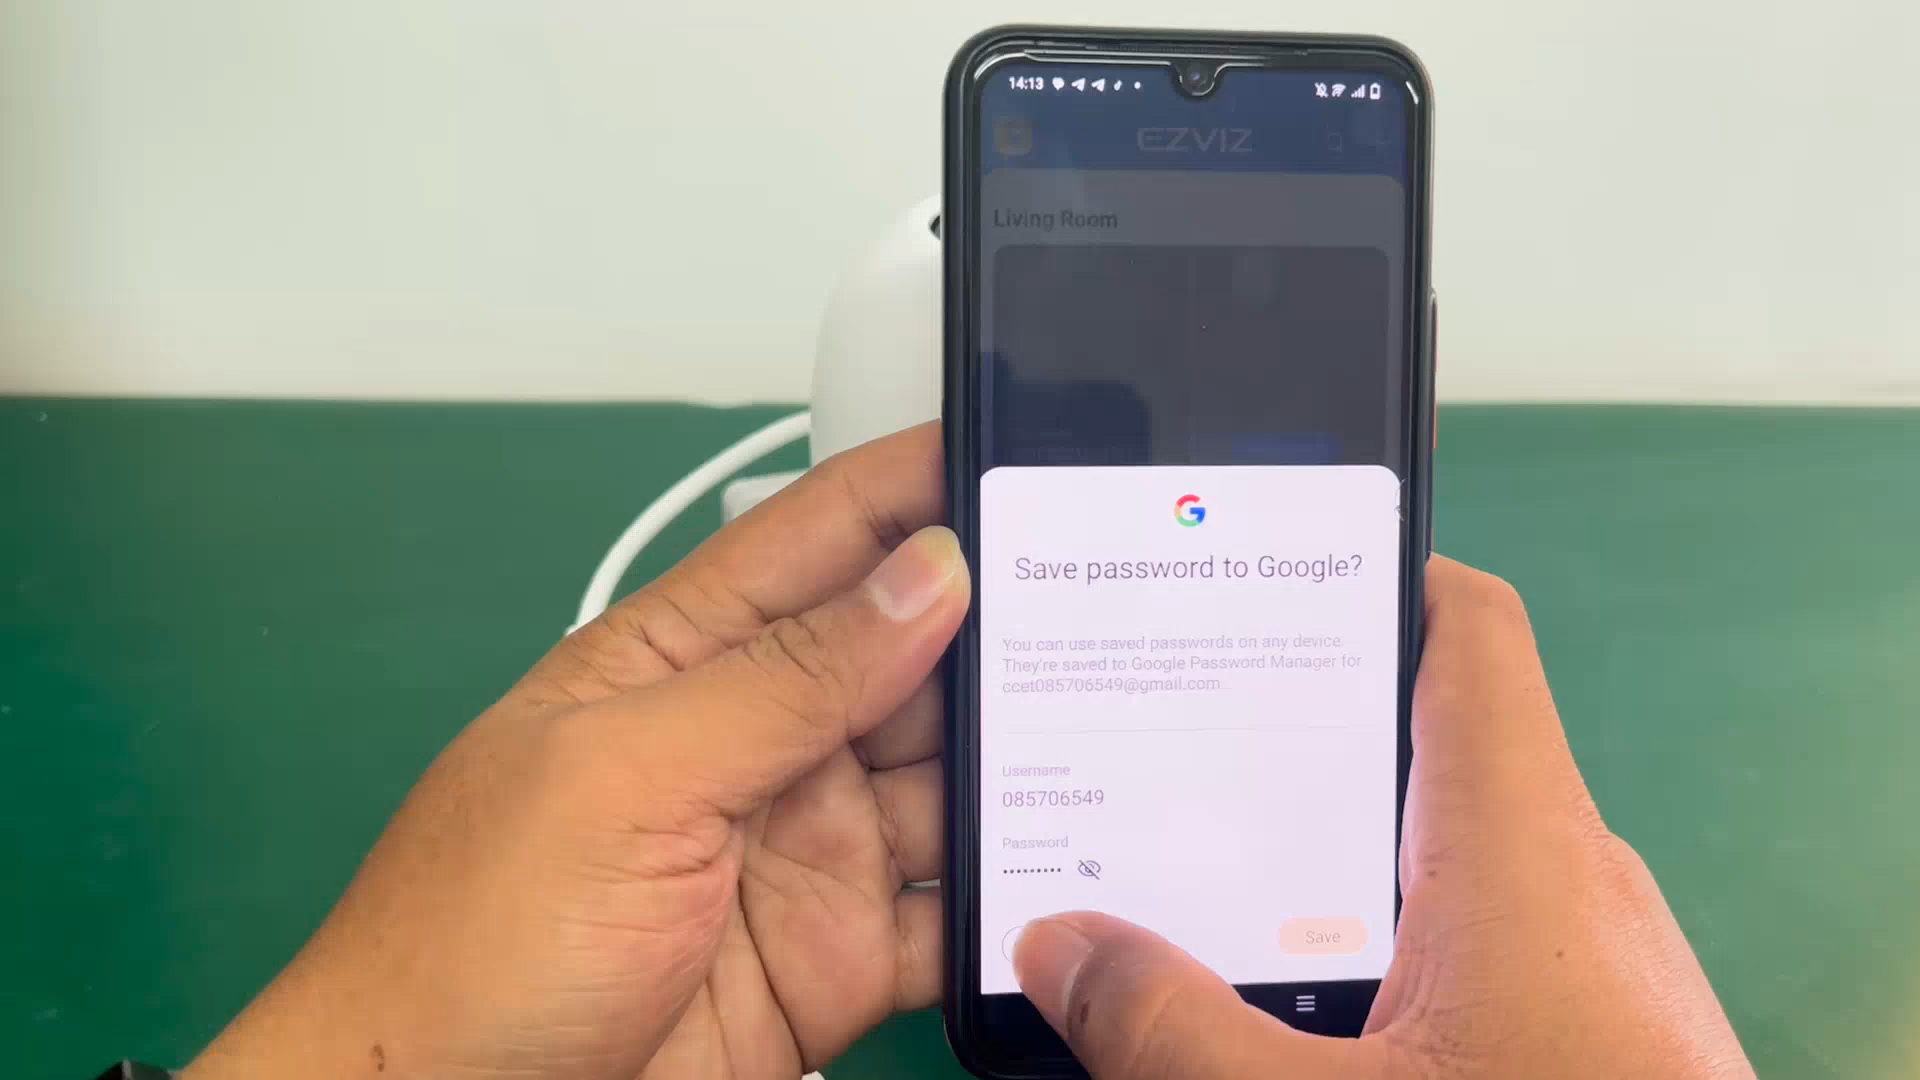 14:13
EZVIZ
Living Room
Save password to Google?
You can use saved passwords on any device.
They're saved to Google Password Manager for
ccet085706549@gmail.com.
Username
085706549
Password
•••••••••
Save